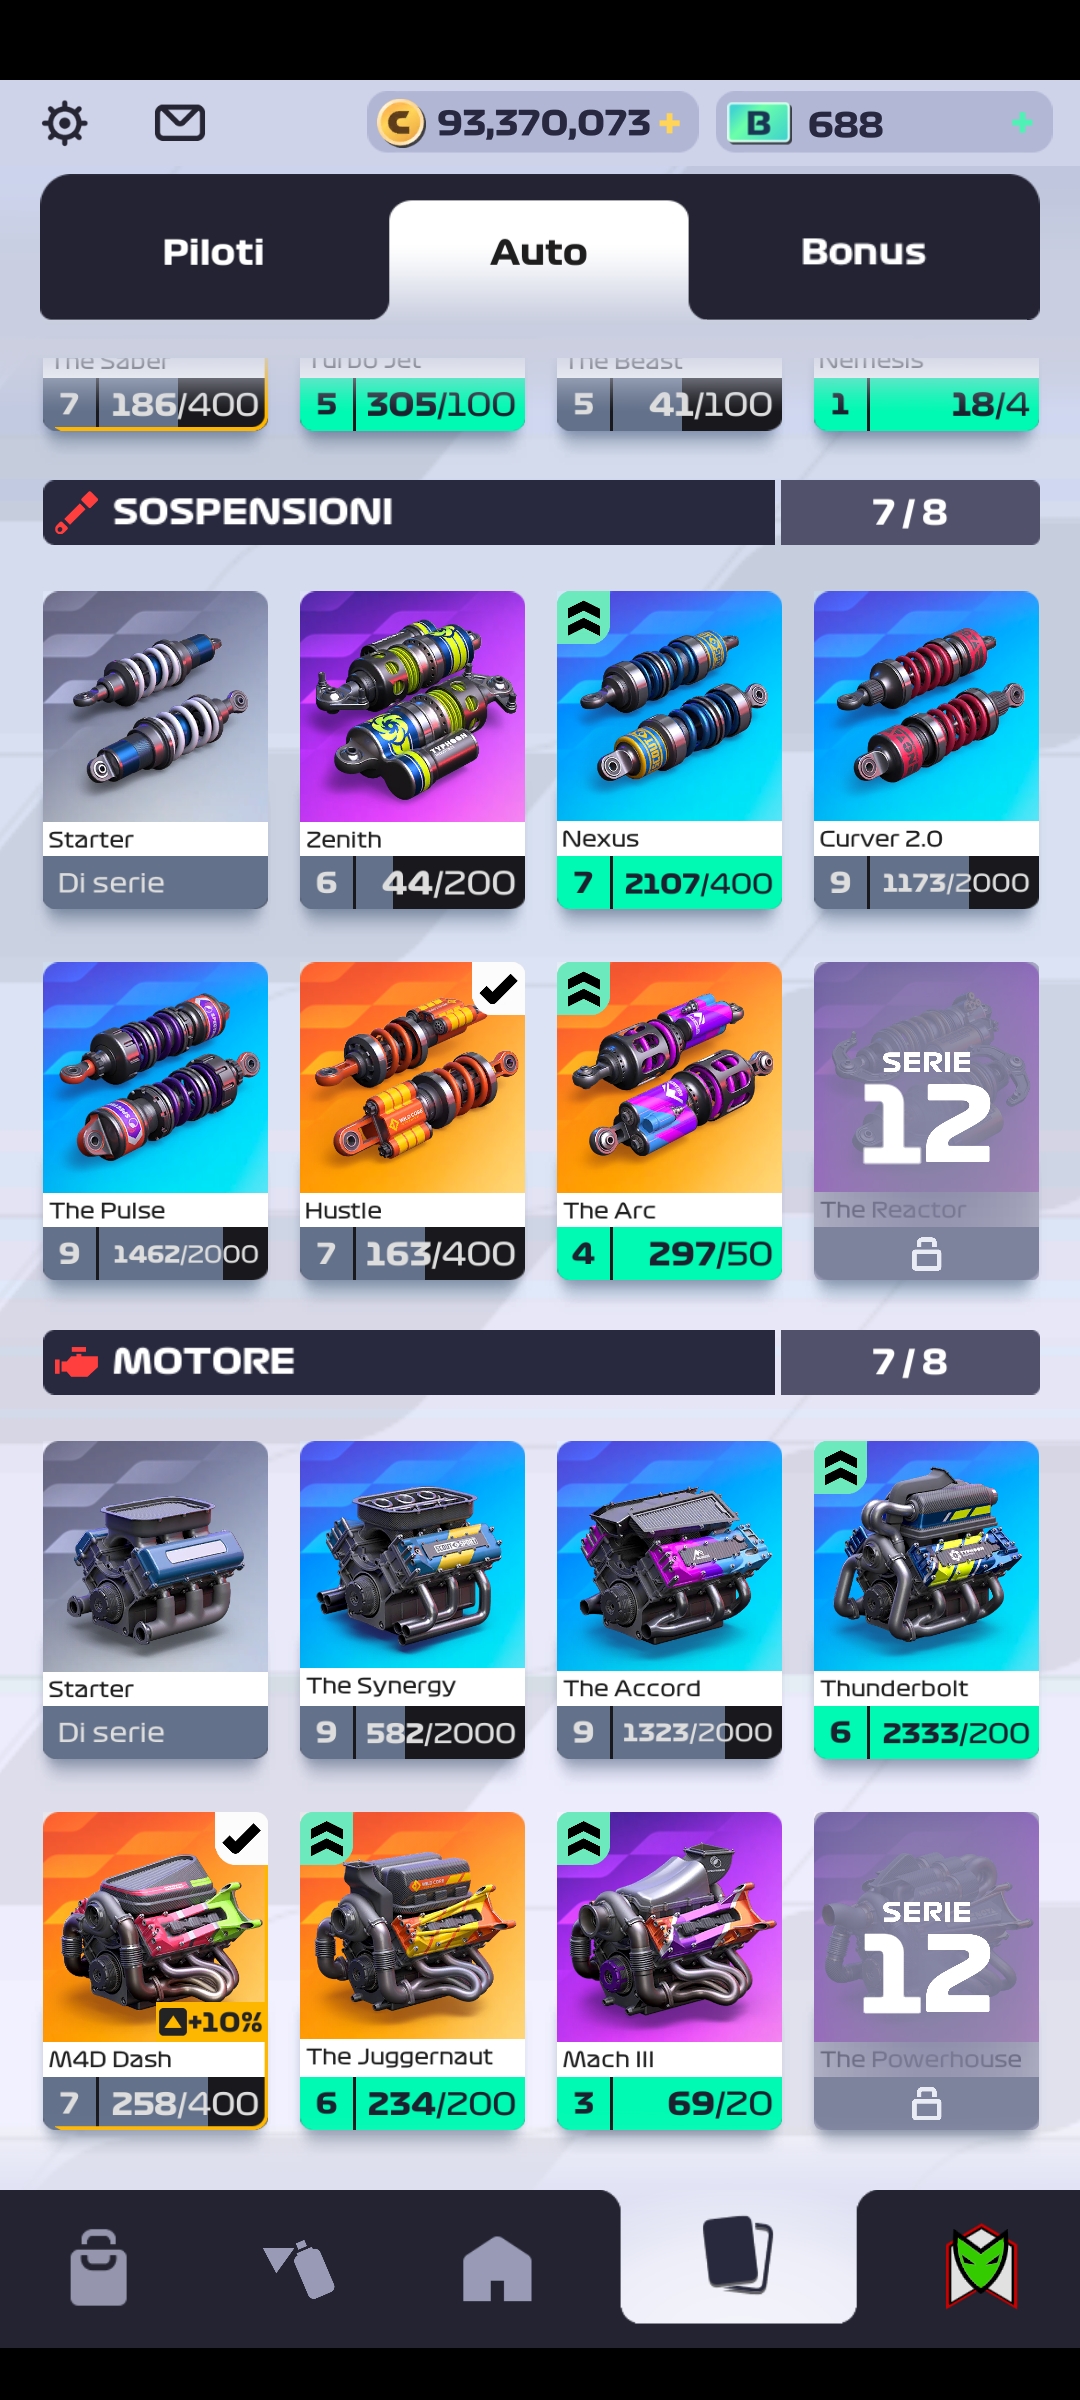 C 93,370,073 +
B 688 +
Piloti Auto Bonus
The Saber Turbo Jet The Beast Nemesis
7 186/400 5 305/100 5 41/100 1 18/4
SOSPENSIONI 7/8
Starter Zenith Nexus Curver 2.0
Di serie 6 44/200 7 2107/400 9 1173/2000
SERIE
12
The Pulse Hustle The Arc The Reactor
9 1462/2000 7 163/400 4 297/50
MOTORE 7/8
Starter The Synergy The Accord Thunderbolt
Di serie 9 582/2000 9 1323/2000 6 2333/200
SERIE
12
+10%
M4D Dash The Juggernaut Mach III The Powerhouse
7 258/400 6 234/200 3 69/20